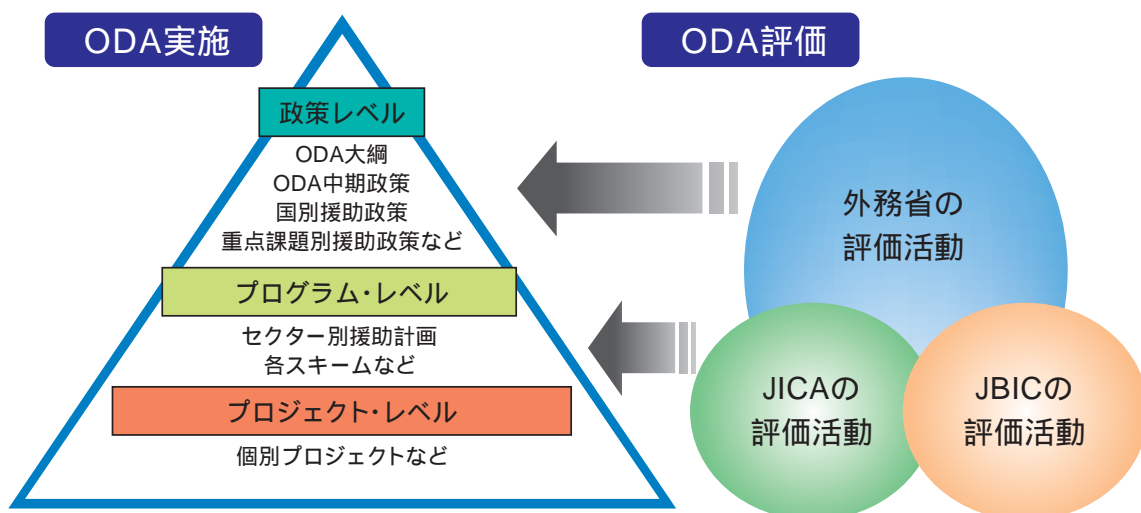 ODA実施
ODA評価
政策レベル
ODA大綱
ODA中期政策
国別援助政策
重点課題別援助政策など
プログラム・レベル
セクター別援助計画
各スキームなど
プロジェクト・レベル
個別プロジェクトなど
外務省の
評価活動
JICAの
評価活動
JBICの
評価活動